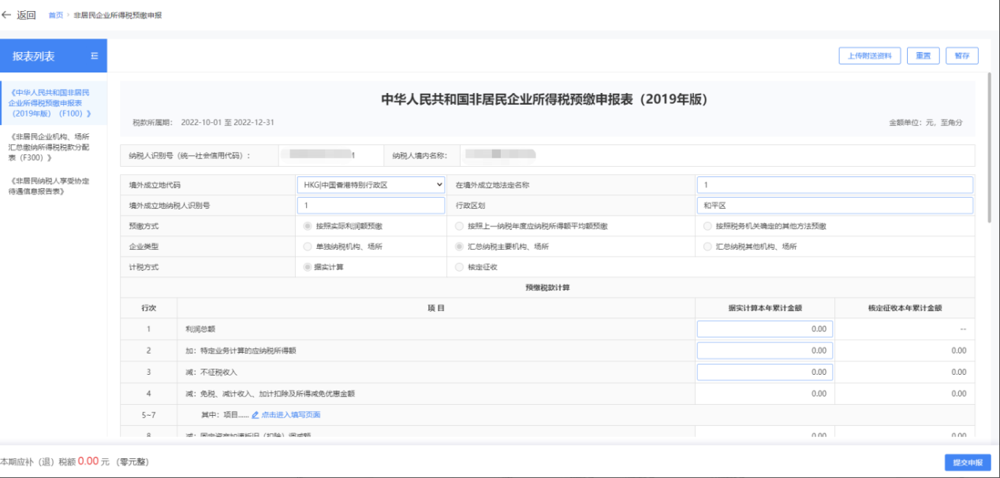 ← 返回 首页 › 非居民企业所得税预缴申报
报表列表
上传附送资料 重置 暂存
《中华人民共和国非居民
企业所得税预缴申报表
（2019年版）（F100）》
《非居民企业机构、场所
汇总缴纳所得税税款分配
表（F300）》
《非居民纳税人享受协定
待遇信息报告表》
中华人民共和国非居民企业所得税预缴申报表（2019年版）
税款所属期： 2022-10-01 至 2022-12-31 金额单位：元，至角分
纳税人识别号（统一社会信用代码）： 1 纳税人境内名称：
境外成立地代码 HKG|中国香港特别行政区 在境外成立地法定名称 1
境外成立地纳税人识别号 1 行政区划 和平区
预缴方式 按照实际利润额预缴 按照上一纳税年度应纳税所得额平均额预缴 按照税务机关确定的其他方法预缴
企业类型 单独纳税机构、场所 汇总纳税主要机构、场所 汇总纳税其他机构、场所
计税方式 据实计算 核定征收
预缴税款计算
行次 项 目 据实计算本年累计金额 核定征收本年累计金额
1 利润总额 0.00 --
2 加：特定业务计算的应纳税所得额 0.00 0.00
3 减：不征税收入 0.00 0.00
4 减：免税、减计收入、加计扣除及所得减免优惠金额 0.00 0.00
5~7 其中：项目...... 点击进入填写页面
8 减：固定资产加速折旧（扣除）调减额 0.00 0.00
本期应补（退）税额 0.00 元 （零元整） 提交申报